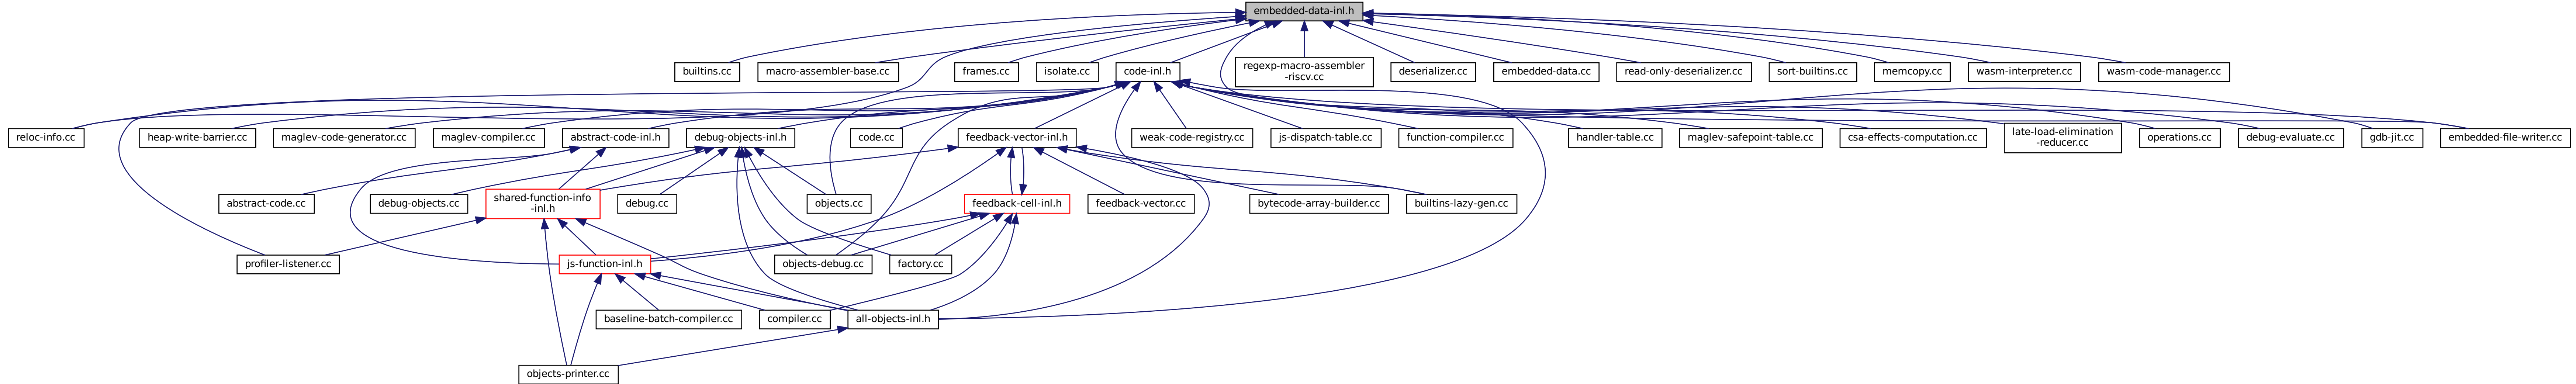 embedded-data-inl.h
builtins.cc
macro-assembler-base.cc
frames.cc
isolate.cc
code-inl.h
regexp-macro-assembler
-riscv.cc
deserializer.cc
embedded-data.cc
read-only-deserializer.cc
sort-builtins.cc
memcopy.cc
wasm-interpreter.cc
wasm-code-manager.cc
reloc-info.cc
heap-write-barrier.cc
maglev-code-generator.cc
maglev-compiler.cc
abstract-code-inl.h
debug-objects-inl.h
code.cc
feedback-vector-inl.h
weak-code-registry.cc
js-dispatch-table.cc
function-compiler.cc
handler-table.cc
maglev-safepoint-table.cc
csa-effects-computation.cc
late-load-elimination
-reducer.cc
operations.cc
debug-evaluate.cc
gdb-jit.cc
embedded-file-writer.cc
abstract-code.cc
debug-objects.cc
shared-function-info
-inl.h
debug.cc
objects.cc
feedback-cell-inl.h
feedback-vector.cc
bytecode-array-builder.cc
builtins-lazy-gen.cc
profiler-listener.cc
js-function-inl.h
objects-debug.cc
factory.cc
baseline-batch-compiler.cc
compiler.cc
all-objects-inl.h
objects-printer.cc